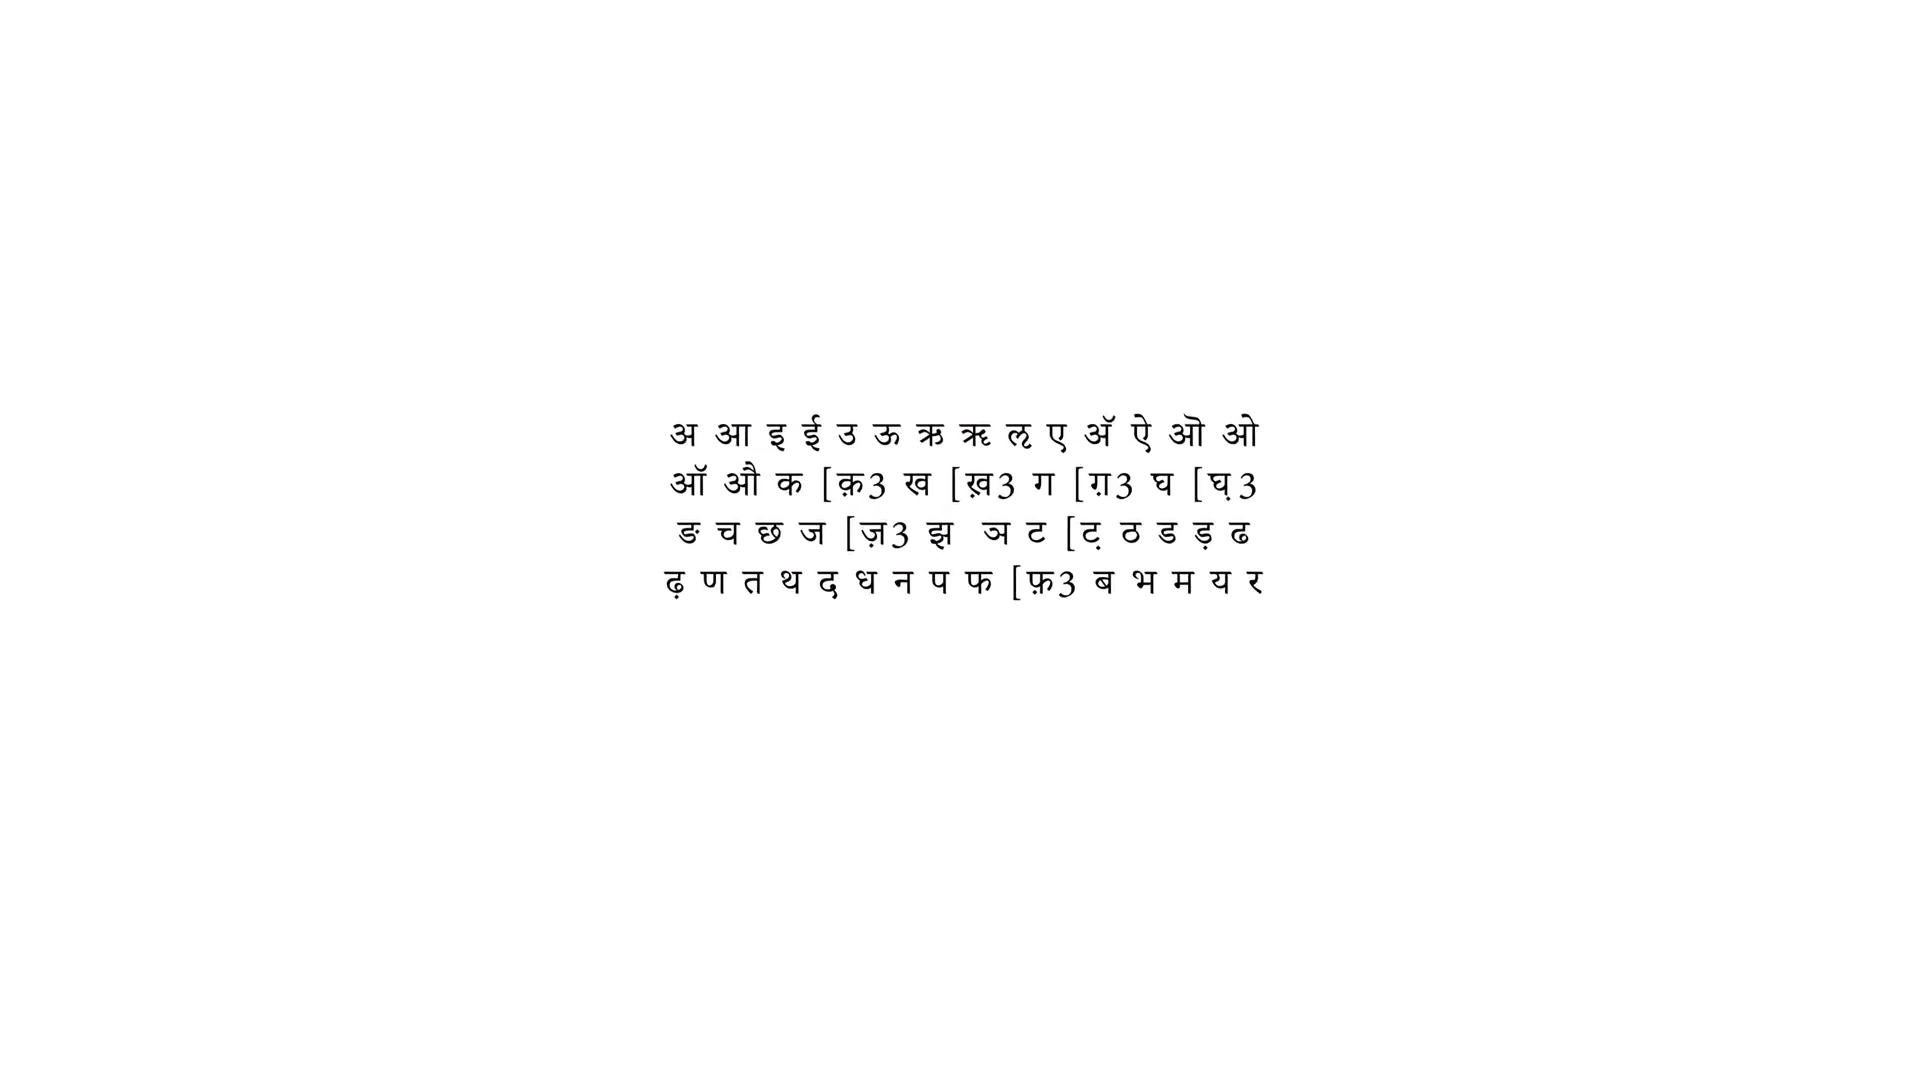 अ आ इ ई उ ऊ ऋ ॠ ऌ ए ॲ ऐ ऒ ओ
ऑ औ क [क़3 ख [ख़3 ग [ग़3 घ [घ़3
ङ च छ ज [ज़3 झ ञ ट [ट़ ठ ड ड़ ढ
ढ़ ण त थ द ध न प फ [फ़3 ब भ म य र